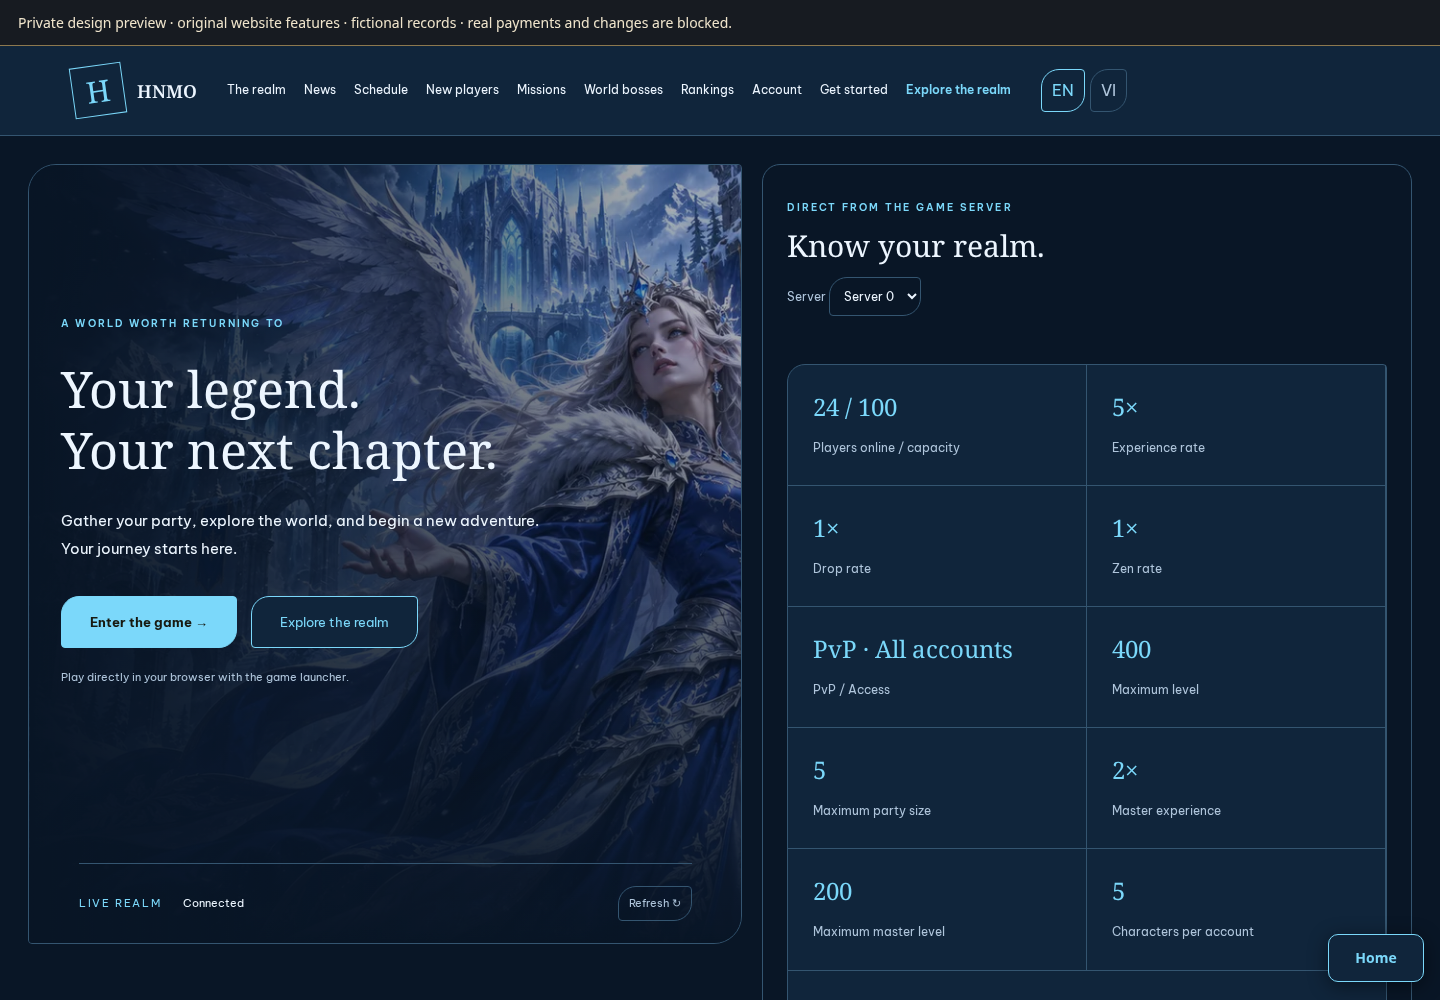 Private design preview · original website features · fictional records · real payments and changes are blocked.
H HNMO The realm News Schedule New players Missions World bosses Rankings Account Get started Explore the realm EN VI
A WORLD WORTH RETURNING TO
Your legend.
Your next chapter.
Gather your party, explore the world, and begin a new adventure.
Your journey starts here.
Enter the game →
Explore the realm
Play directly in your browser with the game launcher.
LIVE REALM Connected
Refresh ↻
DIRECT FROM THE GAME SERVER
Know your realm.
Server Server 0
24 / 100
Players online / capacity
5×
Experience rate
1×
Drop rate
1×
Zen rate
PvP · All accounts
PvP / Access
400
Maximum level
5
Maximum party size
2×
Master experience
200
Maximum master level
5
Characters per account
Home